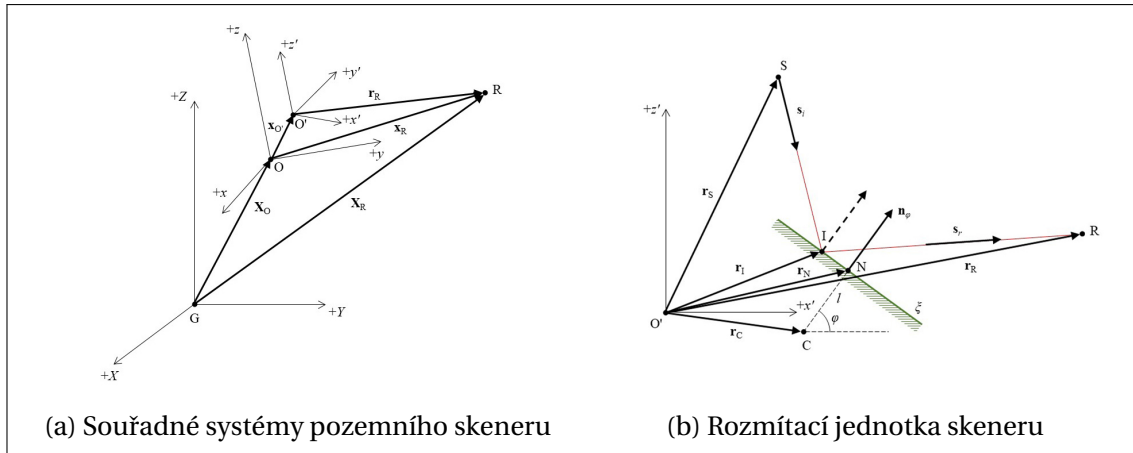 +z
+z'
+y'
r_R
R
+Z
x_O'
O'
+x'
x_R
O
+y
+x
X_O
X_R
G
+Y
+X
(a) Souřadné systémy pozemního skeneru
S
+z'
s_i
r_S
I
n_φ
s_r
R
r_I
r_N
N
r_R
l
ξ
+x'
O'
φ
r_C
C
(b) Rozmítací jednotka skeneru